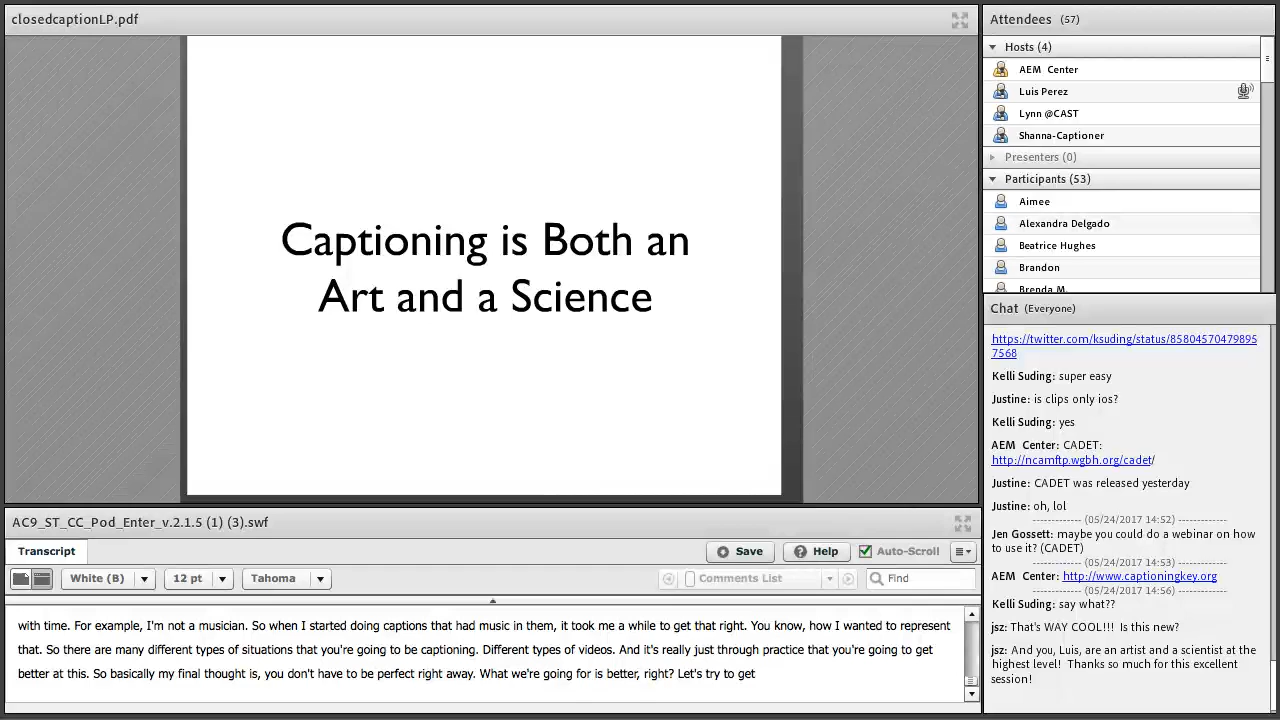 closedcaptionLP.pdf
Captioning is Both an
Art and a Science
Attendees (57)
Hosts (4)
AEM Center
Luis Perez
Lynn @CAST
Shanna-Captioner
Presenters (0)
Participants (53)
Aimee
Alexandra Delgado
Beatrice Hughes
Brandon
Brenda M.
Chat (Everyone)
https://twitter.com/ksuding/status/85804570479895
7568
Kelli Suding: super easy
Justine: is clips only ios?
Kelli Suding: yes
AEM Center: CADET:
http://ncamftp.wgbh.org/cadet/
Justine: CADET was released yesterday
Justine: oh, lol
------------- (05/24/2017 14:52) -------------
Jen Gossett: maybe you could do a webinar on how
to use it? (CADET)
------------- (05/24/2017 14:53) -------------
AEM Center: http://www.captioningkey.org
------------- (05/24/2017 14:56) -------------
Kelli Suding: say what??
jsz: That's WAY COOL!!! Is this new?
jsz: And you, Luis, are an artist and a scientist at the
highest level! Thanks so much for this excellent
session!
AC9_ST_CC_Pod_Enter_v.2.1.5 (1) (3).swf
Transcript
Save
Help
Auto-Scroll
White (B)
12 pt
Tahoma
Comments List
Find
with time. For example, I'm not a musician. So when I started doing captions that had music in them, it took me a while to get that right. You know, how I wanted to represent
that. So there are many different types of situations that you're going to be captioning. Different types of videos. And it's really just through practice that you're going to get
better at this. So basically my final thought is, you don't have to be perfect right away. What we're going for is better, right? Let's try to get